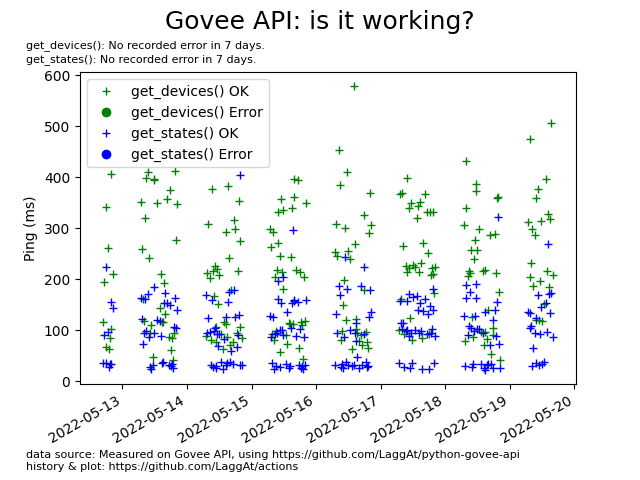 Govee API: is it working?
get_devices(): No recorded error in 7 days.
get_states(): No recorded error in 7 days.
600
500
400
300
200
100
0
Ping (ms)
get_devices() OK
get_devices() Error
get_states() OK
get_states() Error
2022-05-13
2022-05-14
2022-05-15
2022-05-16
2022-05-17
2022-05-18
2022-05-19
2022-05-20
data source: Measured on Govee API, using https://github.com/LaggAt/python-govee-api
history & plot: https://github.com/LaggAt/actions